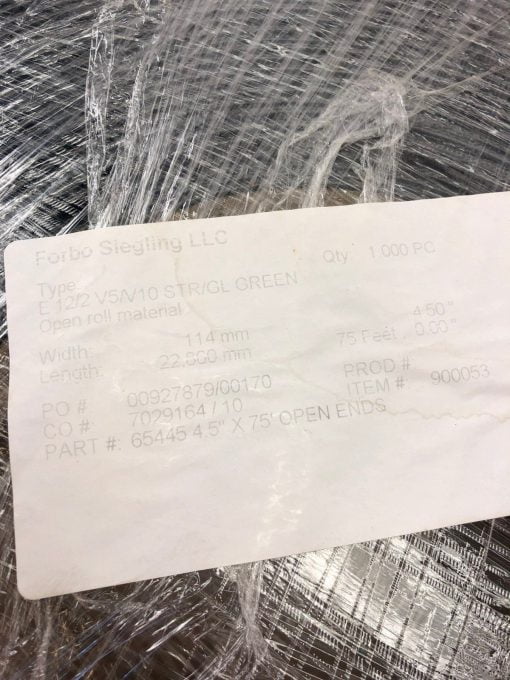 Forbo Siegling LLC
Qty 1.000 PC
Type:
E 12/2 V5/V10 STR/GL GREEN
Open roll material
Width: 114 mm 4.50"
Length: 22,860 mm 75 Feet, 0.00"
PO # 00927879/00170 PROD #
CO # 7029164 / 10 ITEM # 900053
PART #: 65445 4.5" X 75' OPEN ENDS